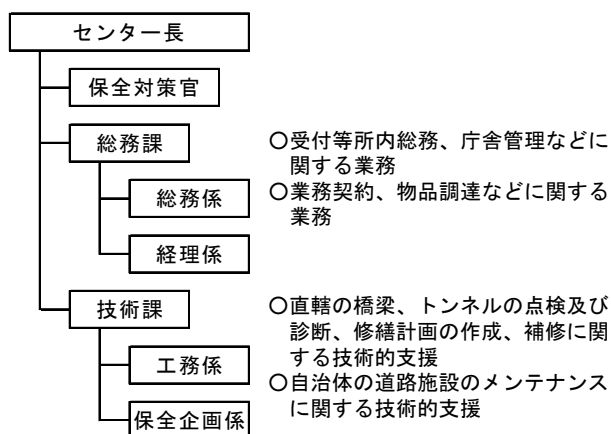 センター長
保全対策官
総務課
〇受付等所内総務、庁舎管理などに
関する業務
総務係
〇業務契約、物品調達などに関する
業務
経理係
技術課
〇直轄の橋梁、トンネルの点検及び
診断、修繕計画の作成、補修に関
する技術的支援
工務係
〇自治体の道路施設のメンテナンス
に関する技術的支援
保全企画係